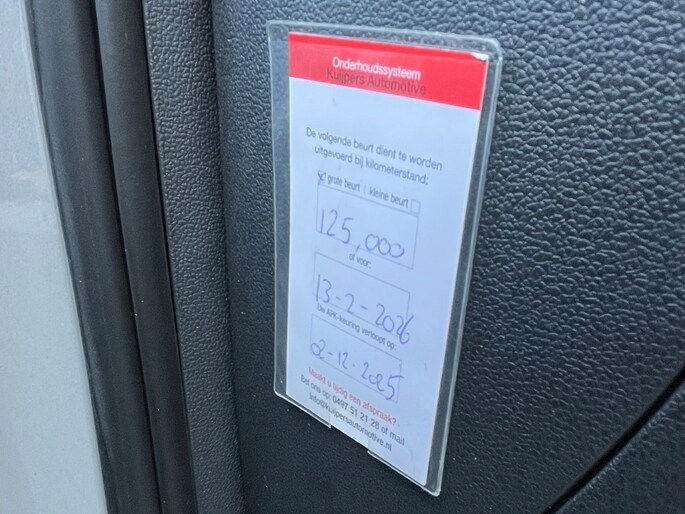 Onderhoudssysteem
Kuijpers Automotive
De volgende beurt dient te worden
uitgevoerd bij kilometerstand:
grote beurt | kleine beurt
125,000
of voor:
13-2-2026
Uw APK-keuring verloopt op:
2-12-2025
Maakt u tijdig een afspraak?
Bel ons op: 0497 51 21 28 of mail
info@kuijpersautomotive.nl